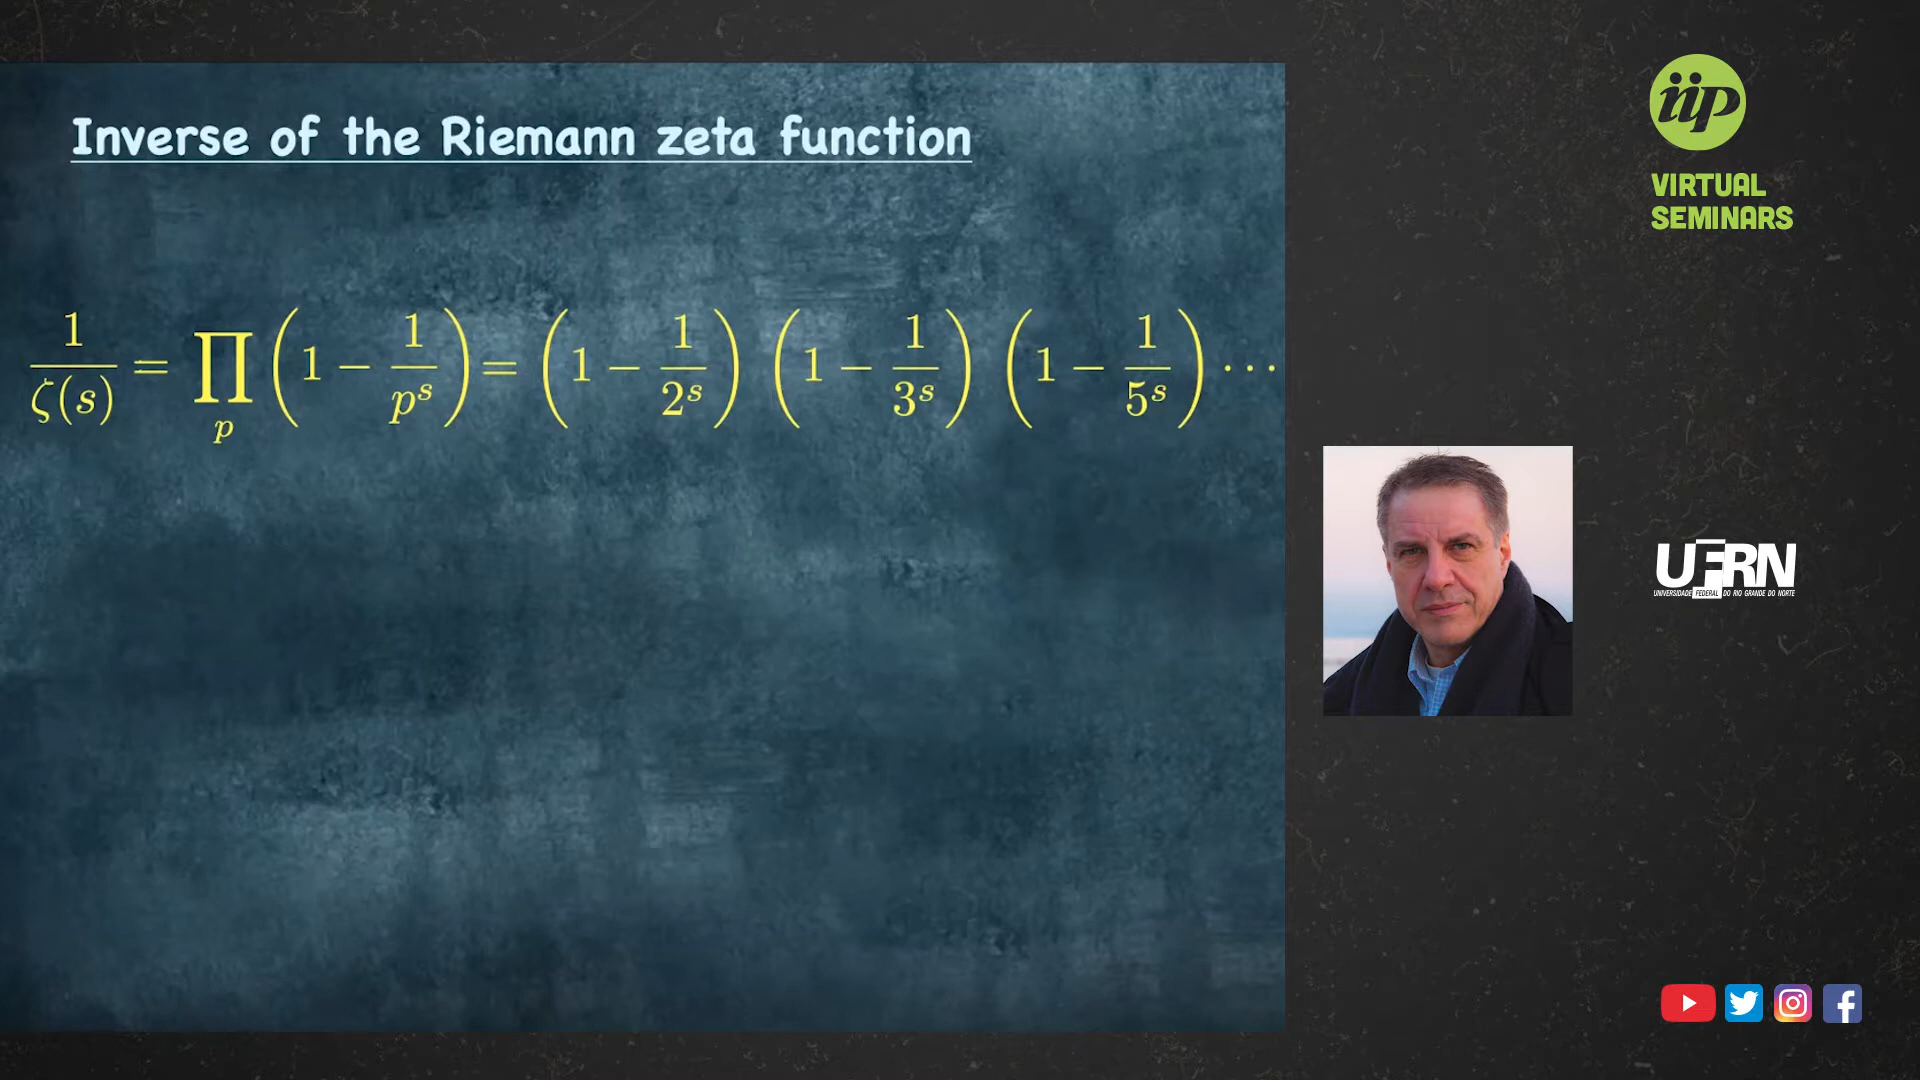 Inverse of the Riemann zeta function
1/ζ(s) = ∏_p (1 − 1/p^s) = (1 − 1/2^s) (1 − 1/3^s) (1 − 1/5^s) ⋯
iip
VIRTUAL
SEMINARS
UFRN
UNIVERSIDADE FEDERAL DO RIO GRANDE DO NORTE